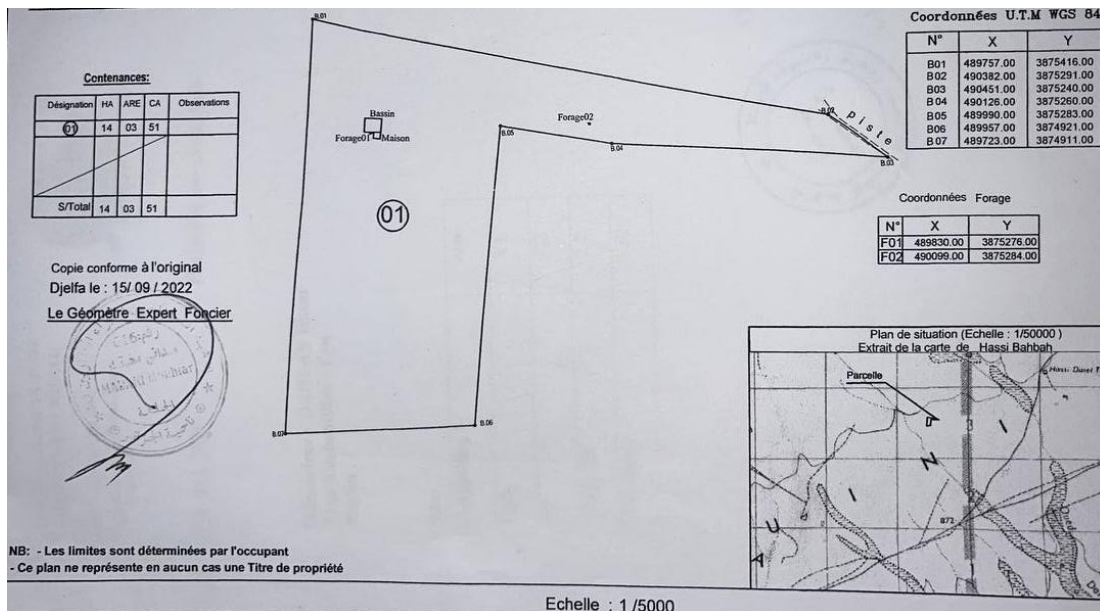 Contenances:
Désignation HA ARE CA Observations
01 14 03 51
S/Total 14 03 51
Copie conforme à l'original
Djelfa le : 15/ 09 / 2022
Le Géomètre Expert Foncier
B.01
Bassin
Forage01 Maison
01
B.05
Forage02
B.04
piste
B.03
B.06
Coordonnées U.T.M WGS 84
N° X Y
B01 489757.00 3875416.00
B02 490382.00 3875291.00
B03 490451.00 3875240.00
B04 490126.00 3875260.00
B05 489990.00 3875283.00
B06 489957.00 3874921.00
B07 489723.00 3874911.00
Coordonnées Forage
N° X Y
F01 489830.00 3875276.00
F02 490099.00 3875284.00
Plan de situation (Echelle : 1/50000 )
Extrait de la carte de Hassi Bahbah
Parcelle
872
NB: - Les limites sont déterminées par l'occupant
- Ce plan ne représente en aucun cas une Titre de propriété
Echelle : 1 /5000